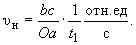 υн = bc/Oa · 1/t1 отн.ед/с.